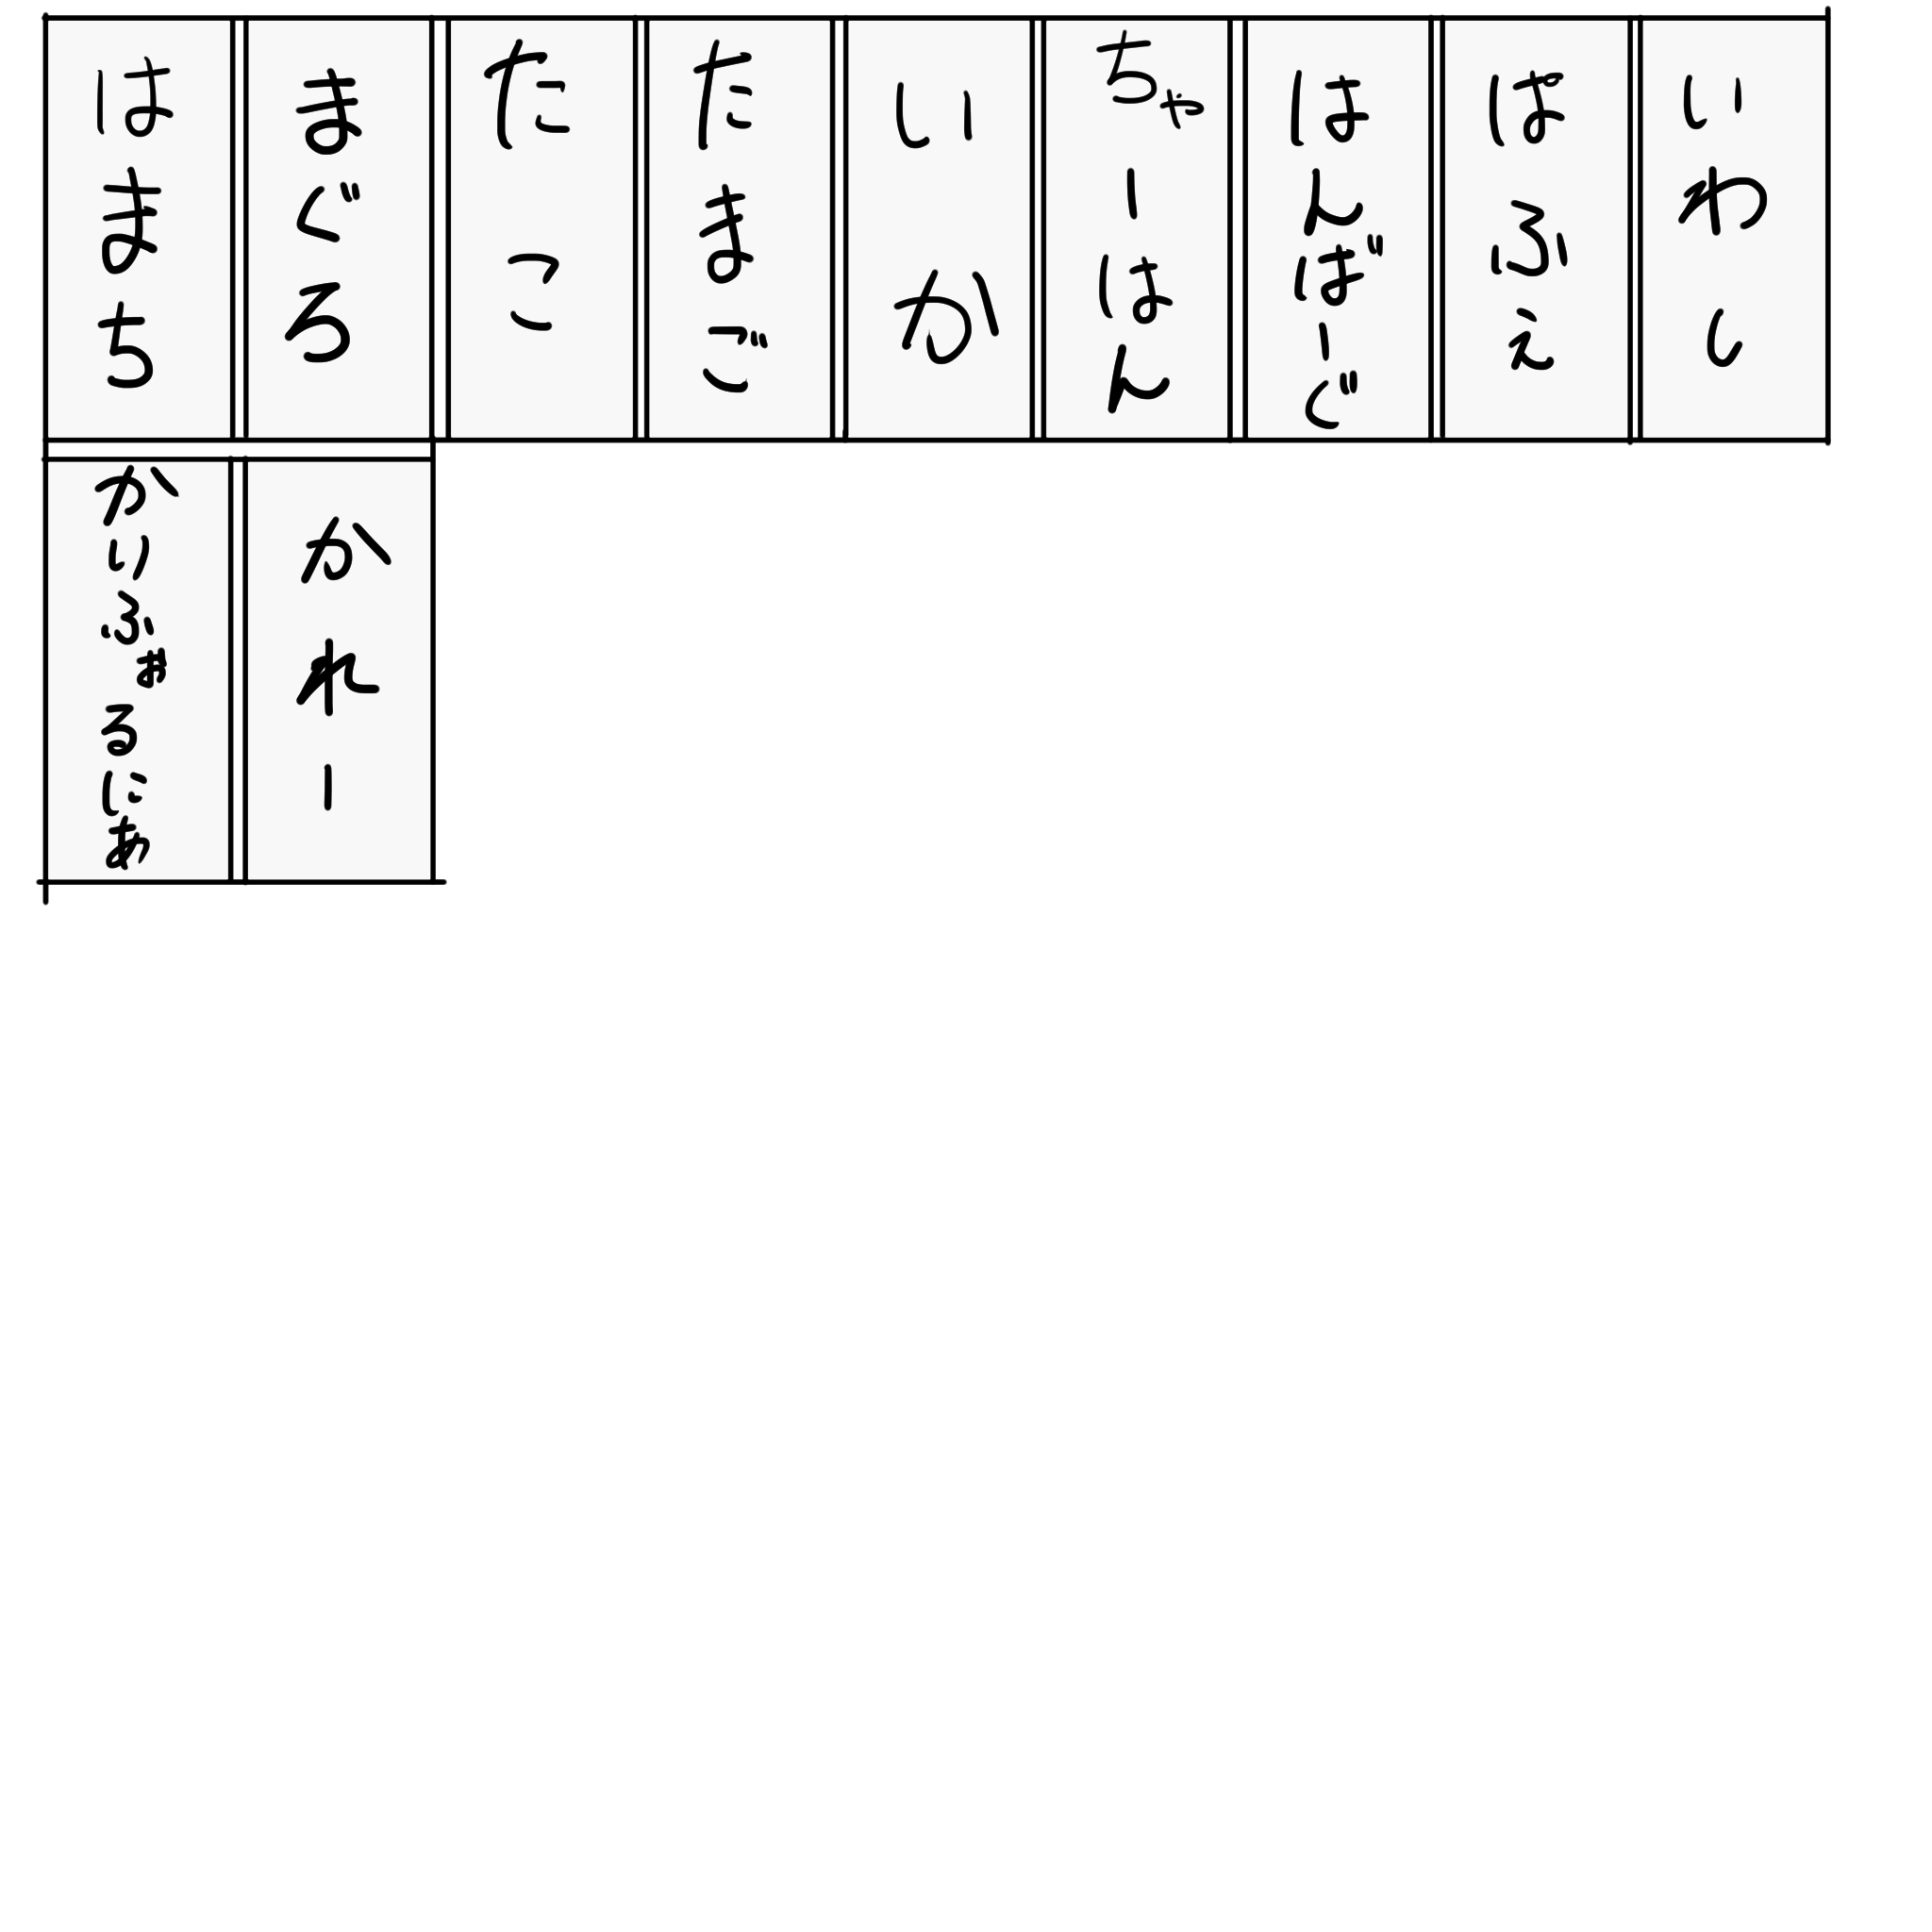 いわし
ぱふぇ
はんばーぐ
ちゃーはん
いか
たまご
たこ
まぐろ
はまち
かれー
かりふぉるにあ